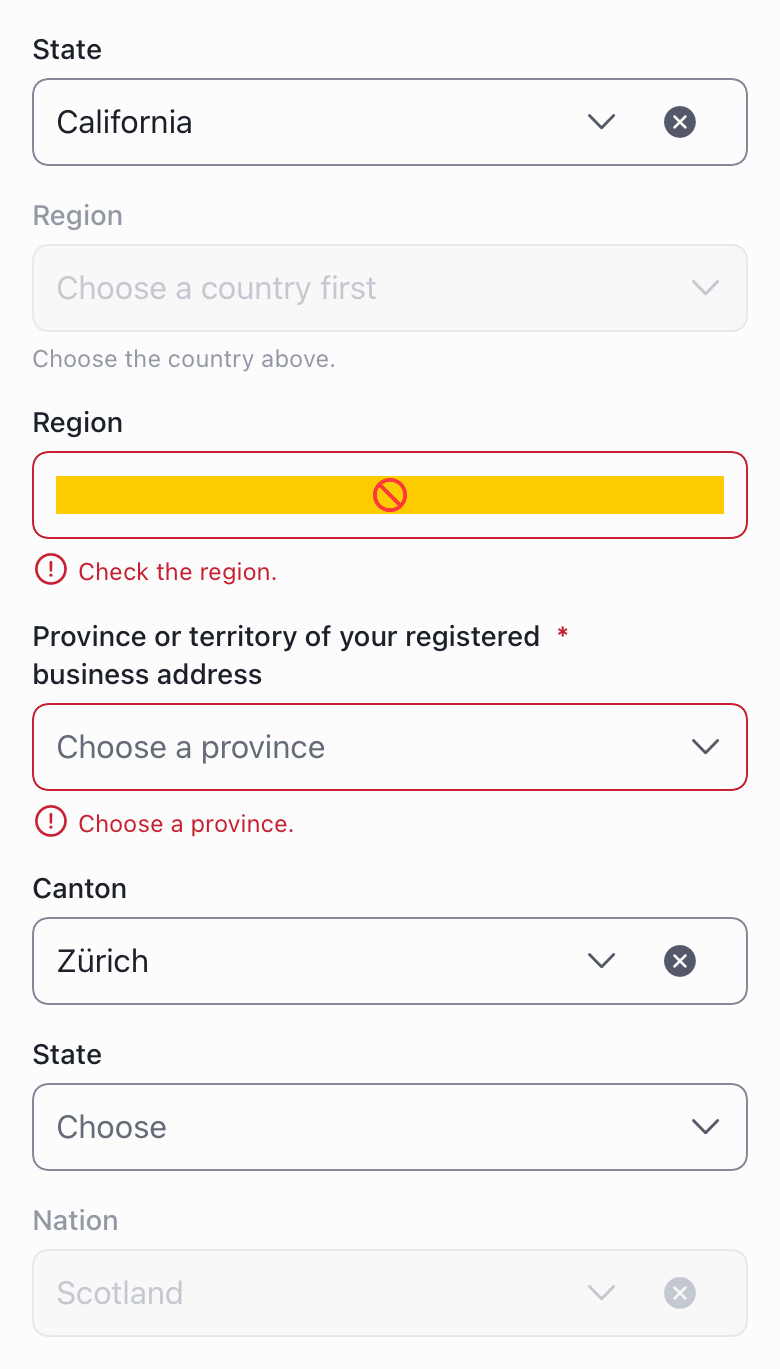 State
California
Region
Choose a country first
Choose the country above.
Region
Check the region.
Province or territory of your registered *
business address
Choose a province
Choose a province.
Canton
Zürich
State
Choose
Nation
Scotland